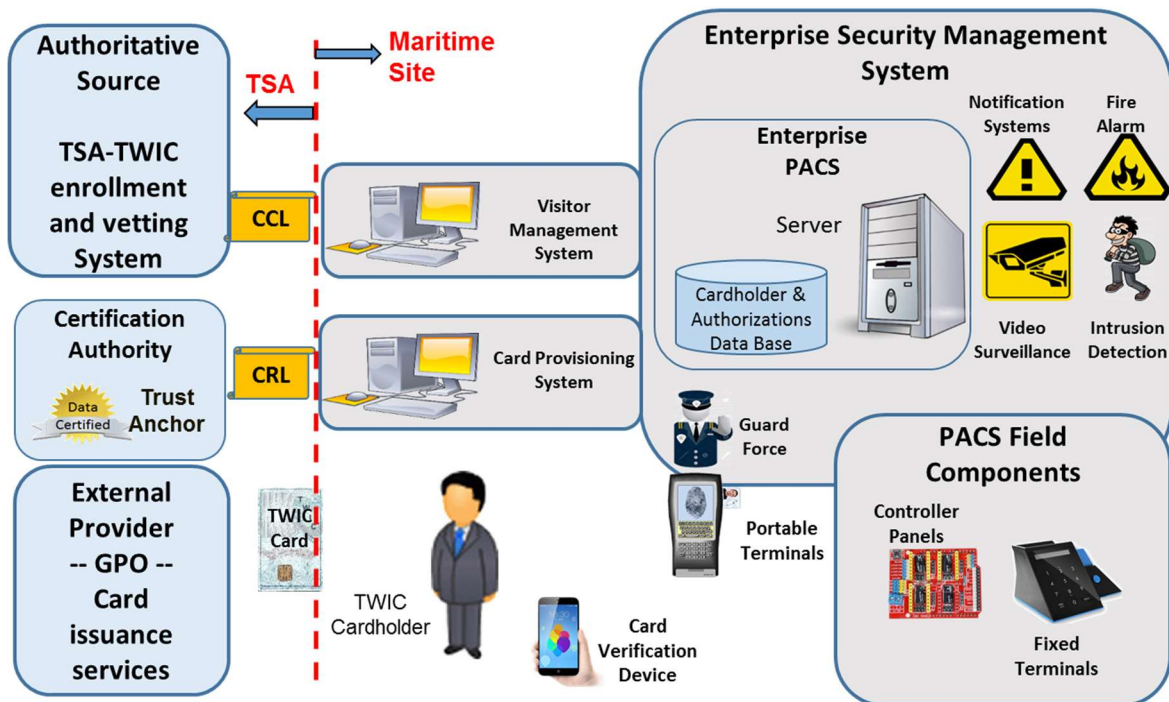 Authoritative
Source
TSA-TWIC
enrollment
and vetting
System
TSA
Maritime
Site
CCL
Visitor
Management
System
Certification
Authority
Data
Certified
Trust
Anchor
CRL
Card Provisioning
System
External
Provider
-- GPO --
Card
issuance
services
TWIC
Card
TWIC
Cardholder
Card
Verification
Device
Enterprise Security Management
System
Enterprise
PACS
Server
Cardholder &
Authorizations
Data Base
Notification
Systems
Fire
Alarm
Video
Surveillance
Intrusion
Detection
Guard
Force
Portable
Terminals
PACS Field
Components
Controller
Panels
Fixed
Terminals